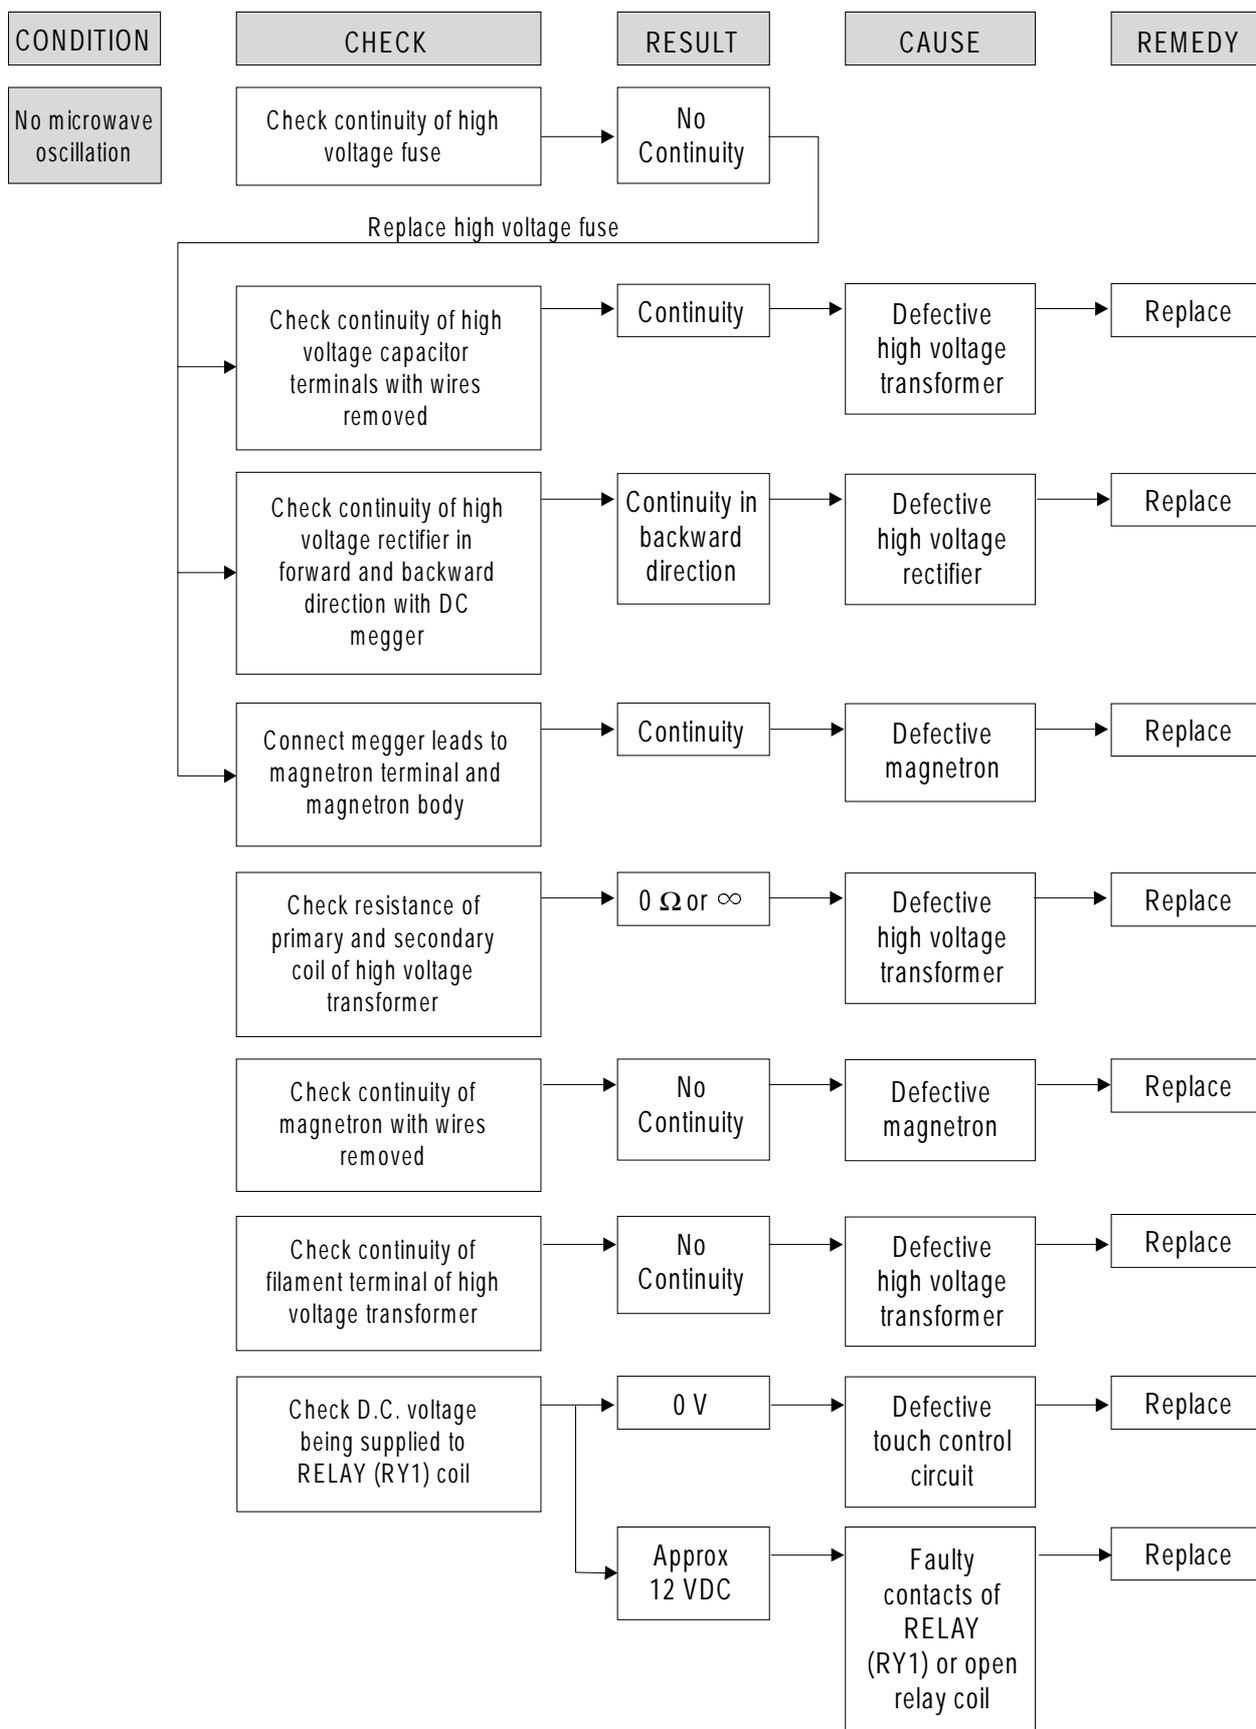 CONDITION
CHECK
RESULT
CAUSE
REMEDY
No microwave
oscillation
Check continuity of high
voltage fuse
No
Continuity
Replace high voltage fuse
Check continuity of high
voltage capacitor
terminals with wires
removed
Continuity
Defective
high voltage
transformer
Replace
Check continuity of high
voltage rectifier in
forward and backward
direction with DC
megger
Continuity in
backward
direction
Defective
high voltage
rectifier
Replace
Connect megger leads to
magnetron terminal and
magnetron body
Continuity
Defective
magnetron
Replace
Check resistance of
primary and secondary
coil of high voltage
transformer
0 Ω or ∞
Defective
high voltage
transformer
Replace
Check continuity of
magnetron with wires
removed
No
Continuity
Defective
magnetron
Replace
Check continuity of
filament terminal of high
voltage transformer
No
Continuity
Defective
high voltage
transformer
Replace
Check D.C. voltage
being supplied to
RELAY (RY1) coil
0 V
Defective
touch control
circuit
Replace
Approx
12 VDC
Faulty
contacts of
RELAY
(RY1) or open
relay coil
Replace